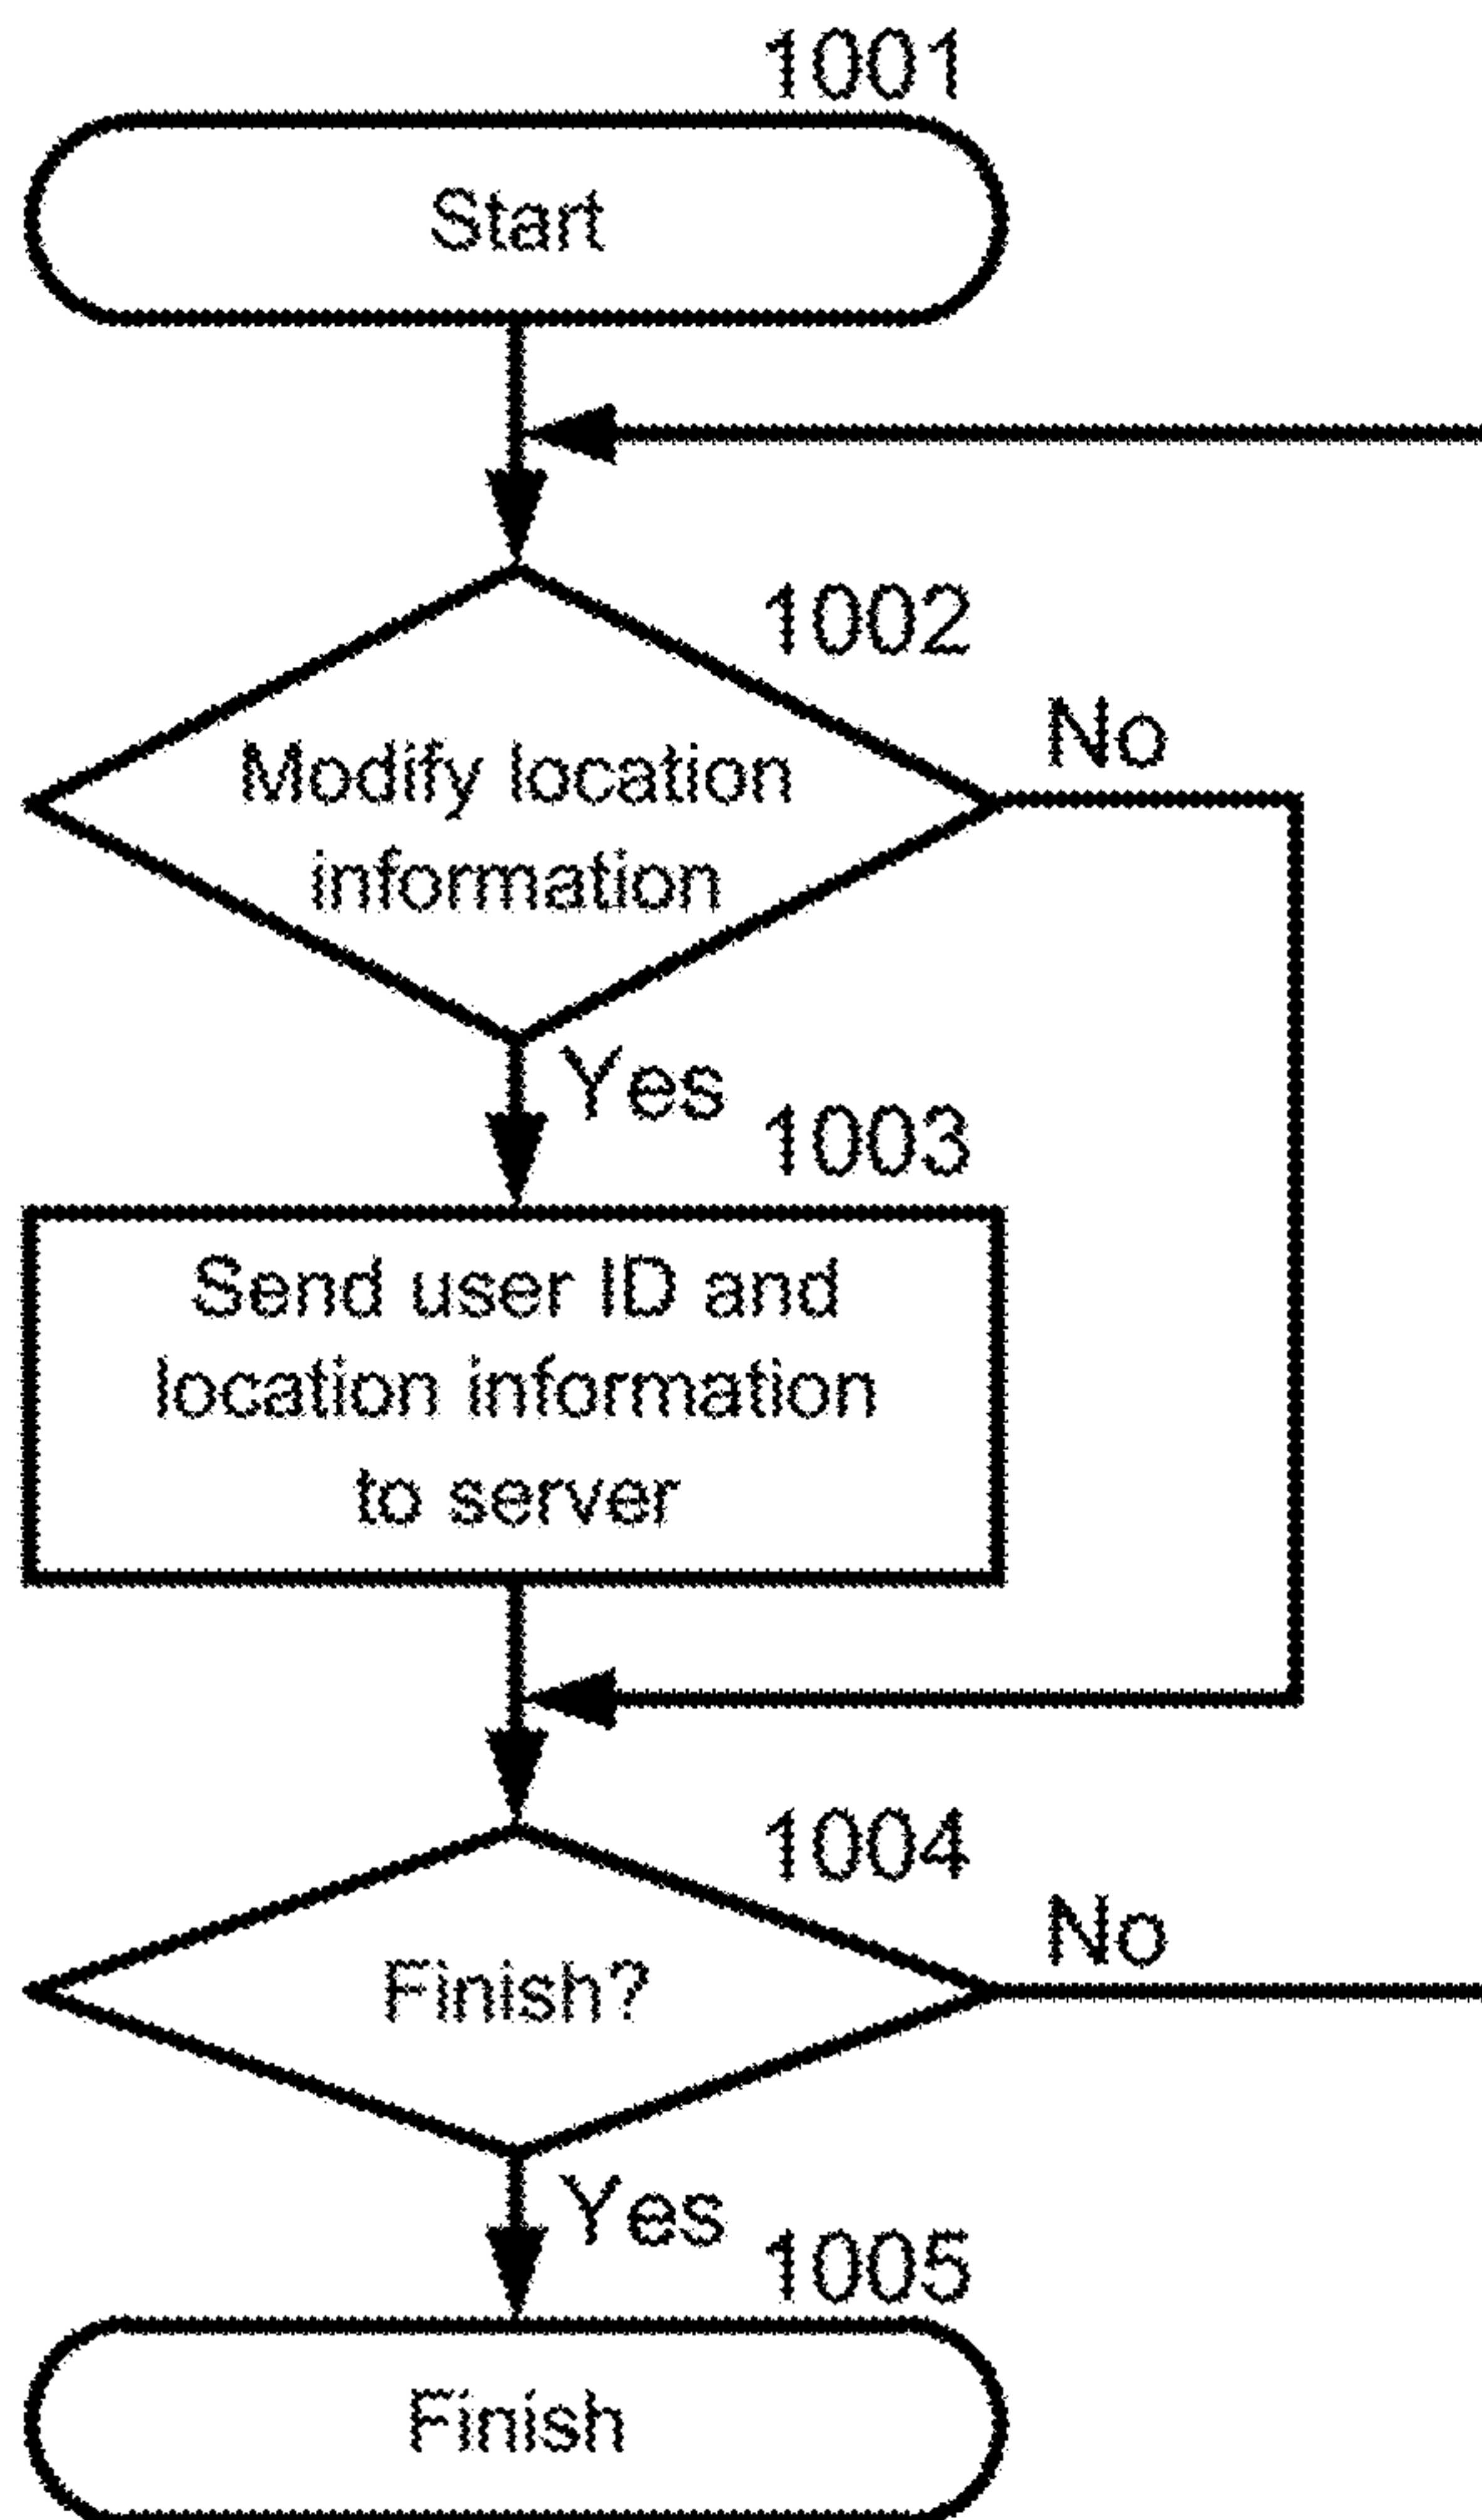 1001
Start
1002
No
Modify location
information
Yes
1003
Send user ID and
location information
to server
1004
No
Finish?
Yes
1005
Finish